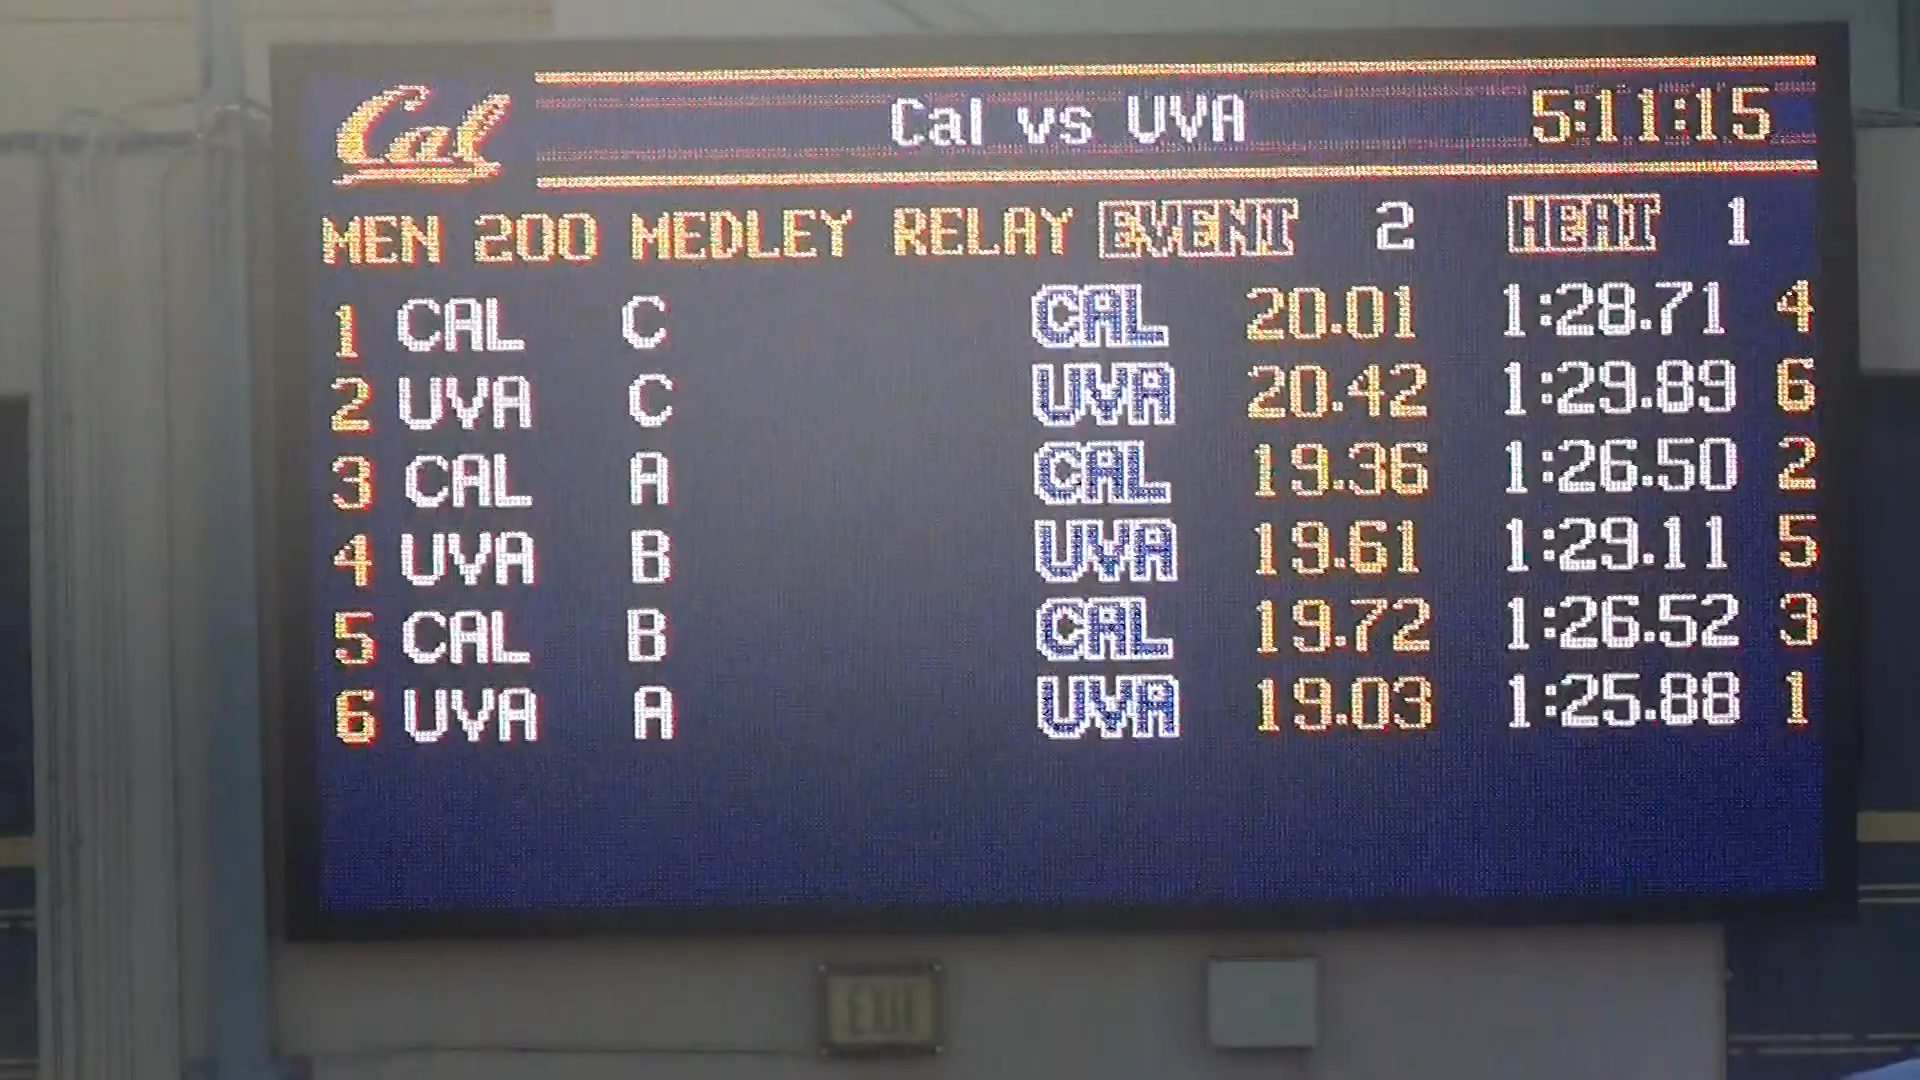 Cal Cal vs UVA 5:11:15
MEN 200 MEDLEY RELAY EVENT 2 HEAT 1
1 CAL C CAL 20.01 1:28.71 4
2 UVA C UVA 20.42 1:29.89 6
3 CAL A CAL 19.36 1:26.50 2
4 UVA B UVA 19.61 1:29.11 5
5 CAL B CAL 19.72 1:26.52 3
6 UVA A UVA 19.03 1:25.88 1
EXIT